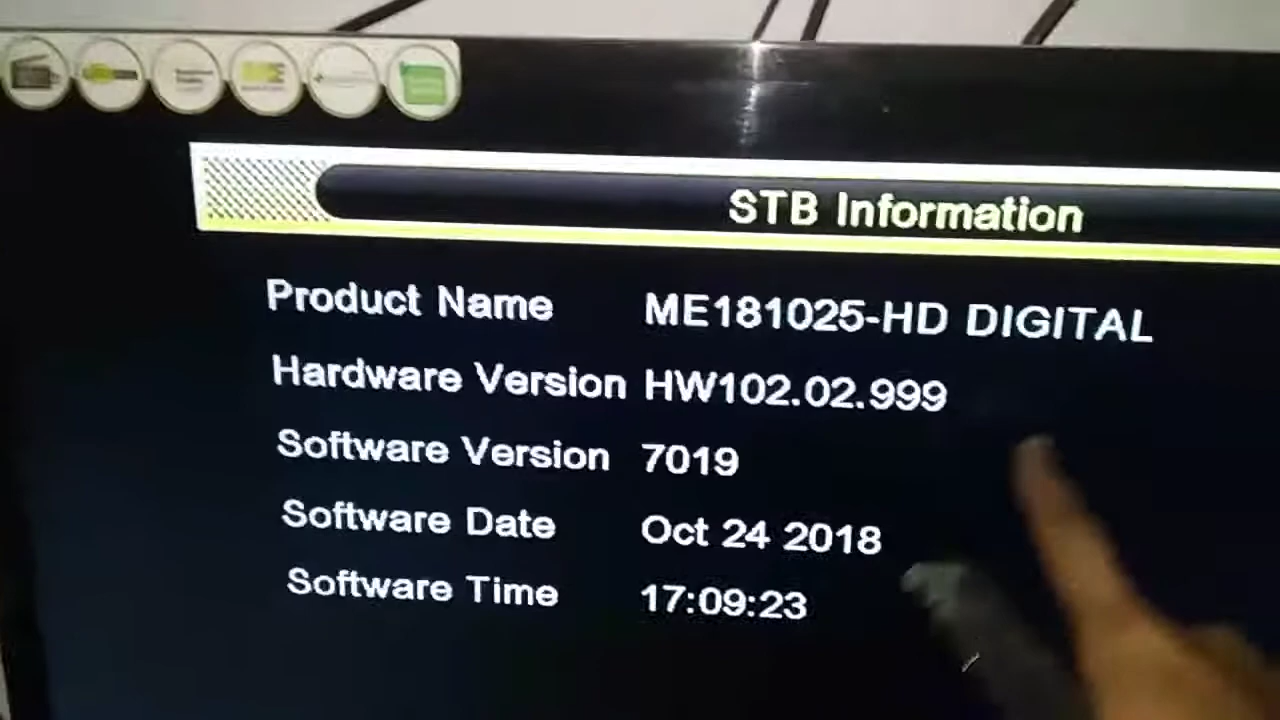 STB Information
Product Name ME181025-HD DIGITAL
Hardware Version HW102.02.999
Software Version 7019
Software Date Oct 24 2018
Software Time 17:09:23